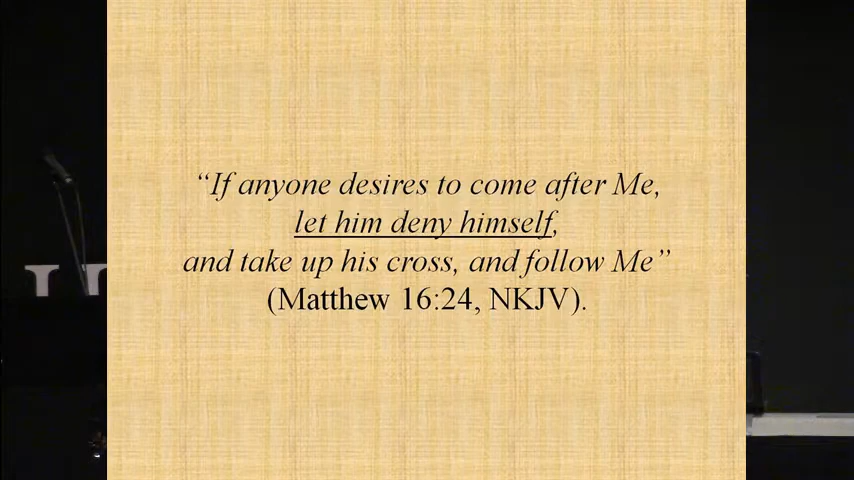 “If anyone desires to come after Me,
let him deny himself,
and take up his cross, and follow Me”
(Matthew 16:24, NKJV).